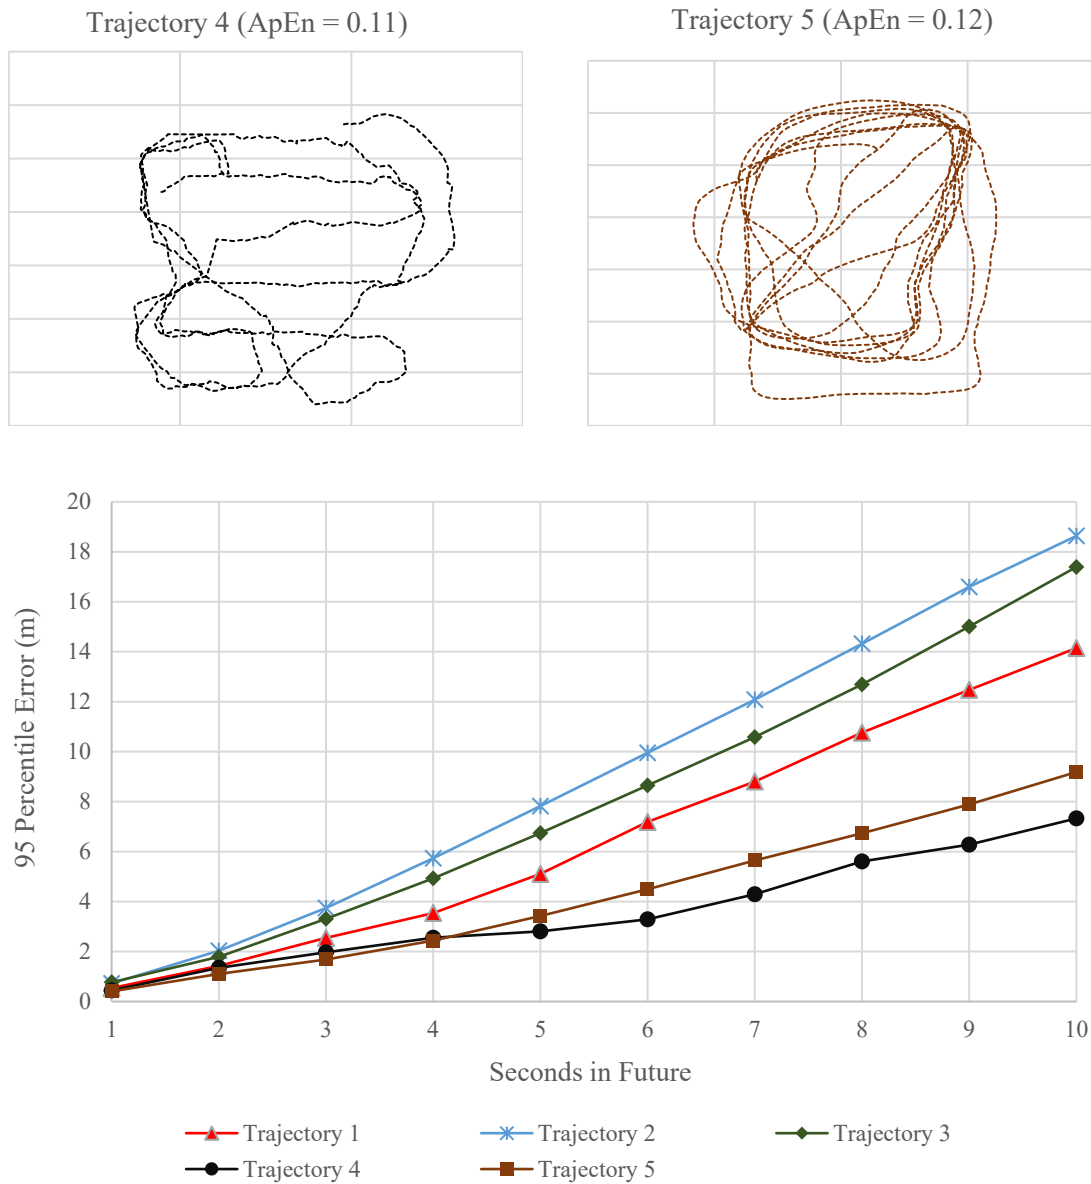 Trajectory 4 (ApEn = 0.11)
Trajectory 5 (ApEn = 0.12)
20
18
16
14
12
10
8
6
4
2
0
95 Percentile Error (m)
1 2 3 4 5 6 7 8 9 10
Seconds in Future
Trajectory 1 Trajectory 2 Trajectory 3
Trajectory 4 Trajectory 5